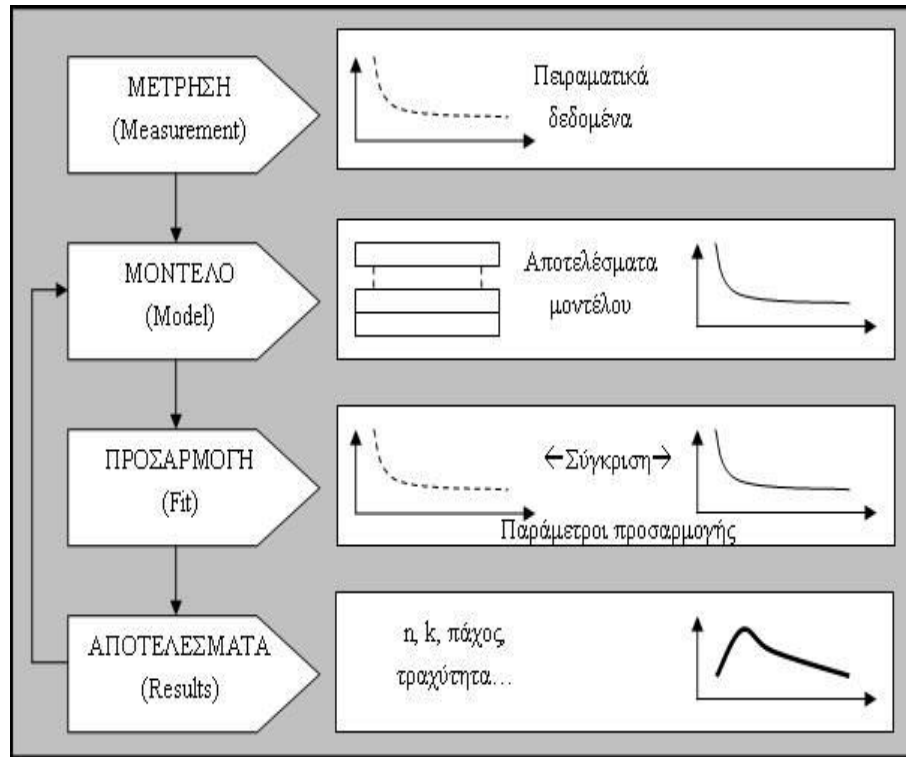 ΜΕΤΡΗΣΗ
(Measurement)
Πειραματικά
δεδομένα
ΜΟΝΤΕΛΟ
(Model)
Αποτελέσματα
μοντέλου
ΠΡΟΣΑΡΜΟΓΗ
(Fit)
←Σύγκριση→
Παράμετροι προσαρμογής
ΑΠΟΤΕΛΕΣΜΑΤΑ
(Results)
n, k, πάχος,
τραχύτητα...